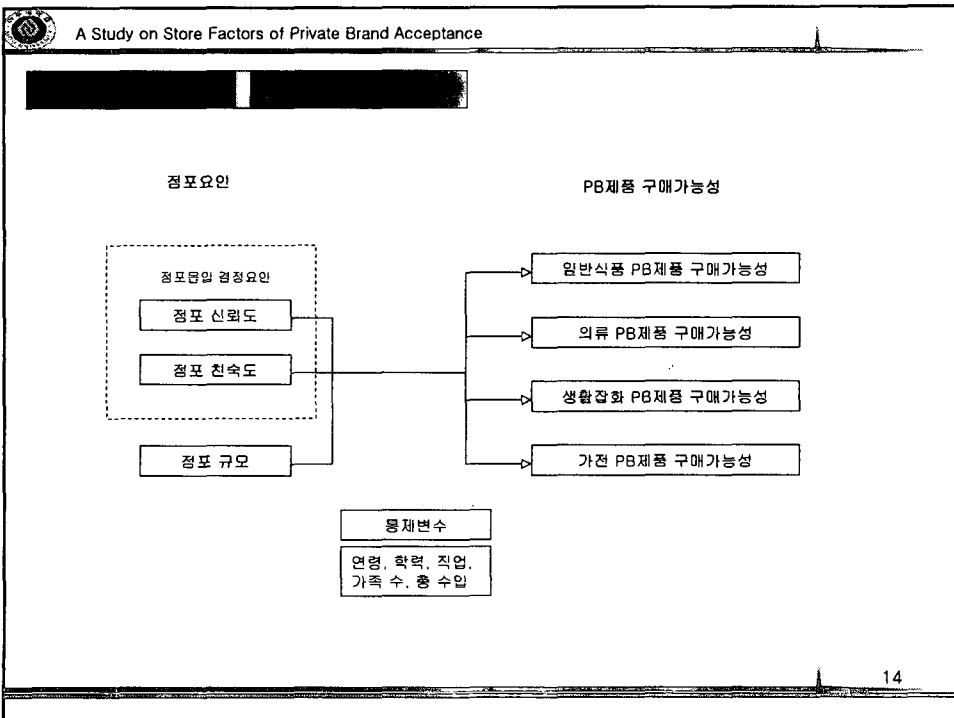 A Study on Store Factors of Private Brand Acceptance
점포요인
PB제품 구매가능성
점포몰입 결정요인
점포 신뢰도
점포 친숙도
점포 규모
일반식품 PB제품 구매가능성
의류 PB제품 구매가능성
생활잡화 PB제품 구매가능성
가전 PB제품 구매가능성
통제변수
연령, 학력, 직업,
가족 수, 총 수입
14